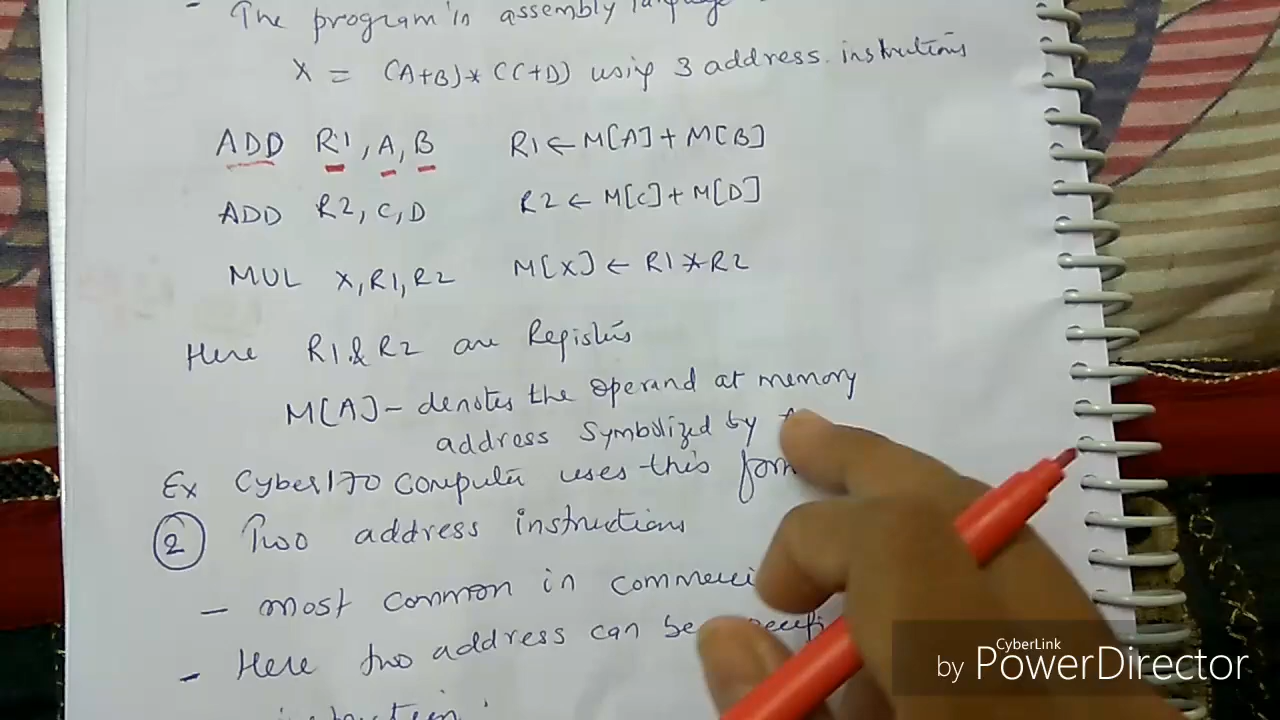 - The program in assembly language
X = (A+B)* (C+D) using 3 address instructions
ADD R1, A, B R1 ← M[A] + M[B]
ADD R2, C, D R2 ← M[C] + M[D]
MUL X, R1, R2 M[X] ← R1 * R2
Here R1 & R2 are Registers
M[A] - denotes the operand at memory
address symbolized by
Ex Cyber170 computer uses this
② Two address instructions
- most common in
- Here two address can be
instruction
CyberLink
by PowerDirector